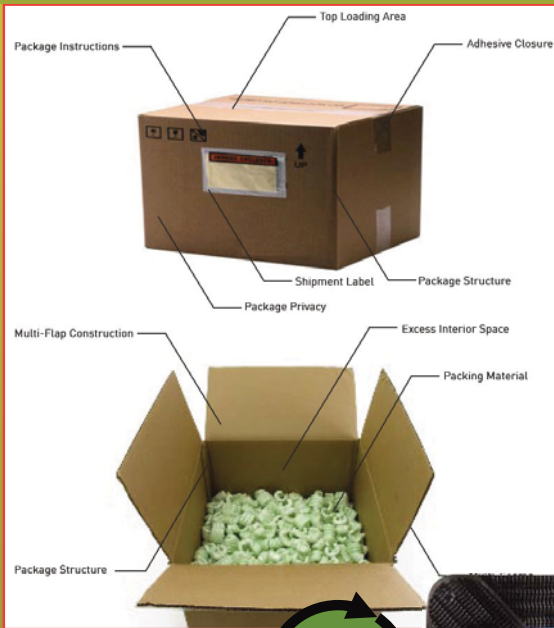 Top Loading Area
Package Instructions
Adhesive Closure
UP
Shipment Label
Package Structure
Package Privacy
Multi-Flap Construction
Excess Interior Space
Packing Material
Package Structure